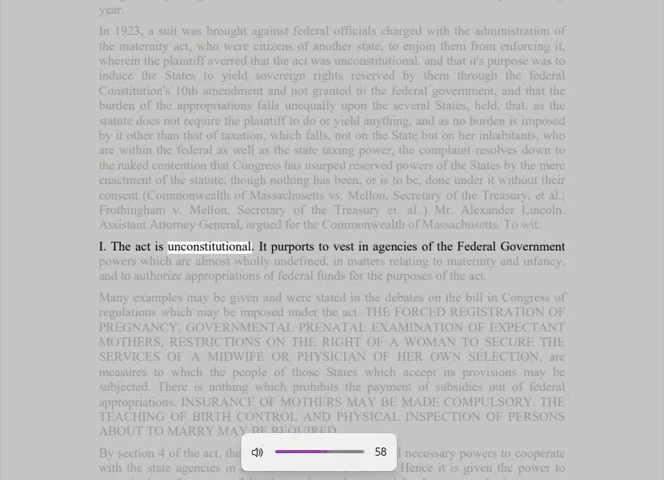 year.
In 1923, a suit was brought against federal officials charged with the administration of
the maternity act, who were citizens of another state, to enjoin them from enforcing it,
wherein the plaintiff averred that the act was unconstitutional, and that it's purpose was to
induce the States to yield sovereign rights reserved by them through the federal
Constitution's 10th amendment and not granted to the federal government, and that the
burden of the appropriations falls unequally upon the several States, held, that, as the
statute does not require the plaintiff to do or yield anything, and as no burden is imposed
by it other than that of taxation, which falls, not on the State but on her inhabitants, who
are within the federal as well as the state taxing power, the complaint resolves down to
the naked contention that Congress has usurped reserved powers of the States by the mere
enactment of the statute, though nothing has been, or is to be, done under it without their
consent (Commonwealth of Massachusetts vs. Mellon, Secretary of the Treasury, et al.;
Frothingham v. Mellon, Secretary of the Treasury et. al..) Mr. Alexander Lincoln,
Assistant Attorney General, argued for the Commonwealth of Massachusetts. To wit:
I. The act is unconstitutional. It purports to vest in agencies of the Federal Government
powers which are almost wholly undefined, in matters relating to maternity and infancy,
and to authorize appropriations of federal funds for the purposes of the act.
Many examples may be given and were stated in the debates on the bill in Congress of
regulations which may be imposed under the act. THE FORCED REGISTRATION OF
PREGNANCY, GOVERNMENTAL PRENATAL EXAMINATION OF EXPECTANT
MOTHERS, RESTRICTIONS ON THE RIGHT OF A WOMAN TO SECURE THE
SERVICES OF A MIDWIFE OR PHYSICIAN OF HER OWN SELECTION, are
measures to which the people of those States which accept its provisions may be
subjected. There is nothing which prohibits the payment of subsidies out of federal
appropriations. INSURANCE OF MOTHERS MAY BE MADE COMPULSORY. THE
TEACHING OF BIRTH CONTROL AND PHYSICAL INSPECTION OF PERSONS
ABOUT TO MARRY MAY BE REQUIRED.
By section 4 of the act, the necessary powers to cooperate
with the state agencies in Hence it is given the power to
58